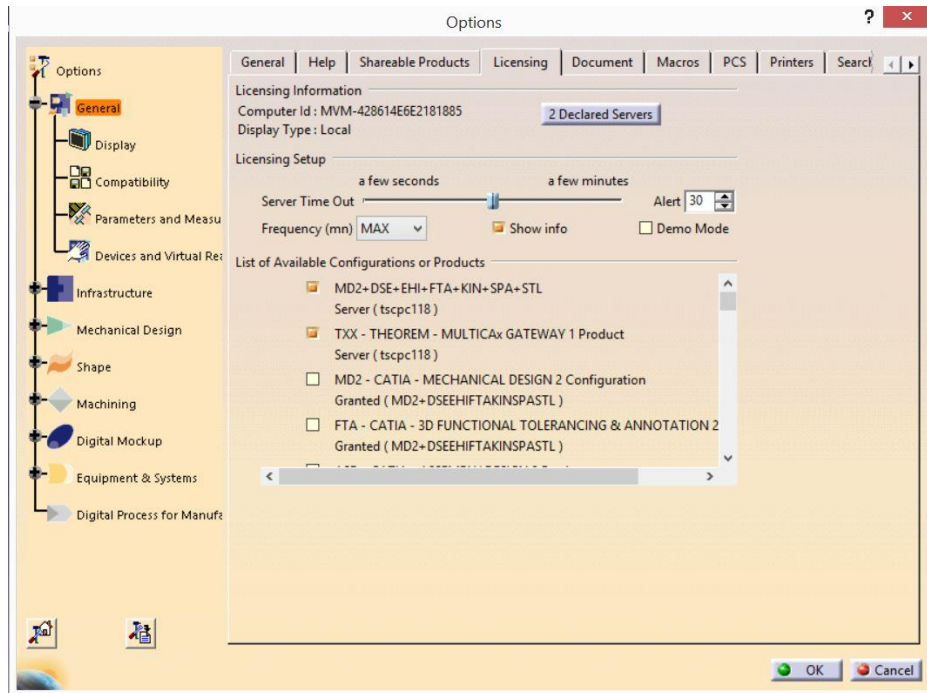 Options
?
×
Options
General
Display
Compatibility
Parameters and Measu
Devices and Virtual Rea
Infrastructure
Mechanical Design
Shape
Machining
Digital Mockup
Equipment & Systems
Digital Process for Manufa
General Help Shareable Products Licensing Document Macros PCS Printers Search
Licensing Information
Computer Id : MVM-428614E6E2181885
2 Declared Servers
Display Type : Local
Licensing Setup
a few seconds a few minutes
Server Time Out Alert 30
Frequency (mn) MAX Show info Demo Mode
List of Available Configurations or Products
MD2+DSE+EHI+FTA+KIN+SPA+STL
Server ( tscpc118 )
TXX - THEOREM - MULTICAx GATEWAY 1 Product
Server ( tscpc118 )
MD2 - CATIA - MECHANICAL DESIGN 2 Configuration
Granted ( MD2+DSEEHIFTAKINSPASTL )
FTA - CATIA - 3D FUNCTIONAL TOLERANCING & ANNOTATION 2
Granted ( MD2+DSEEHIFTAKINSPASTL )
OK Cancel